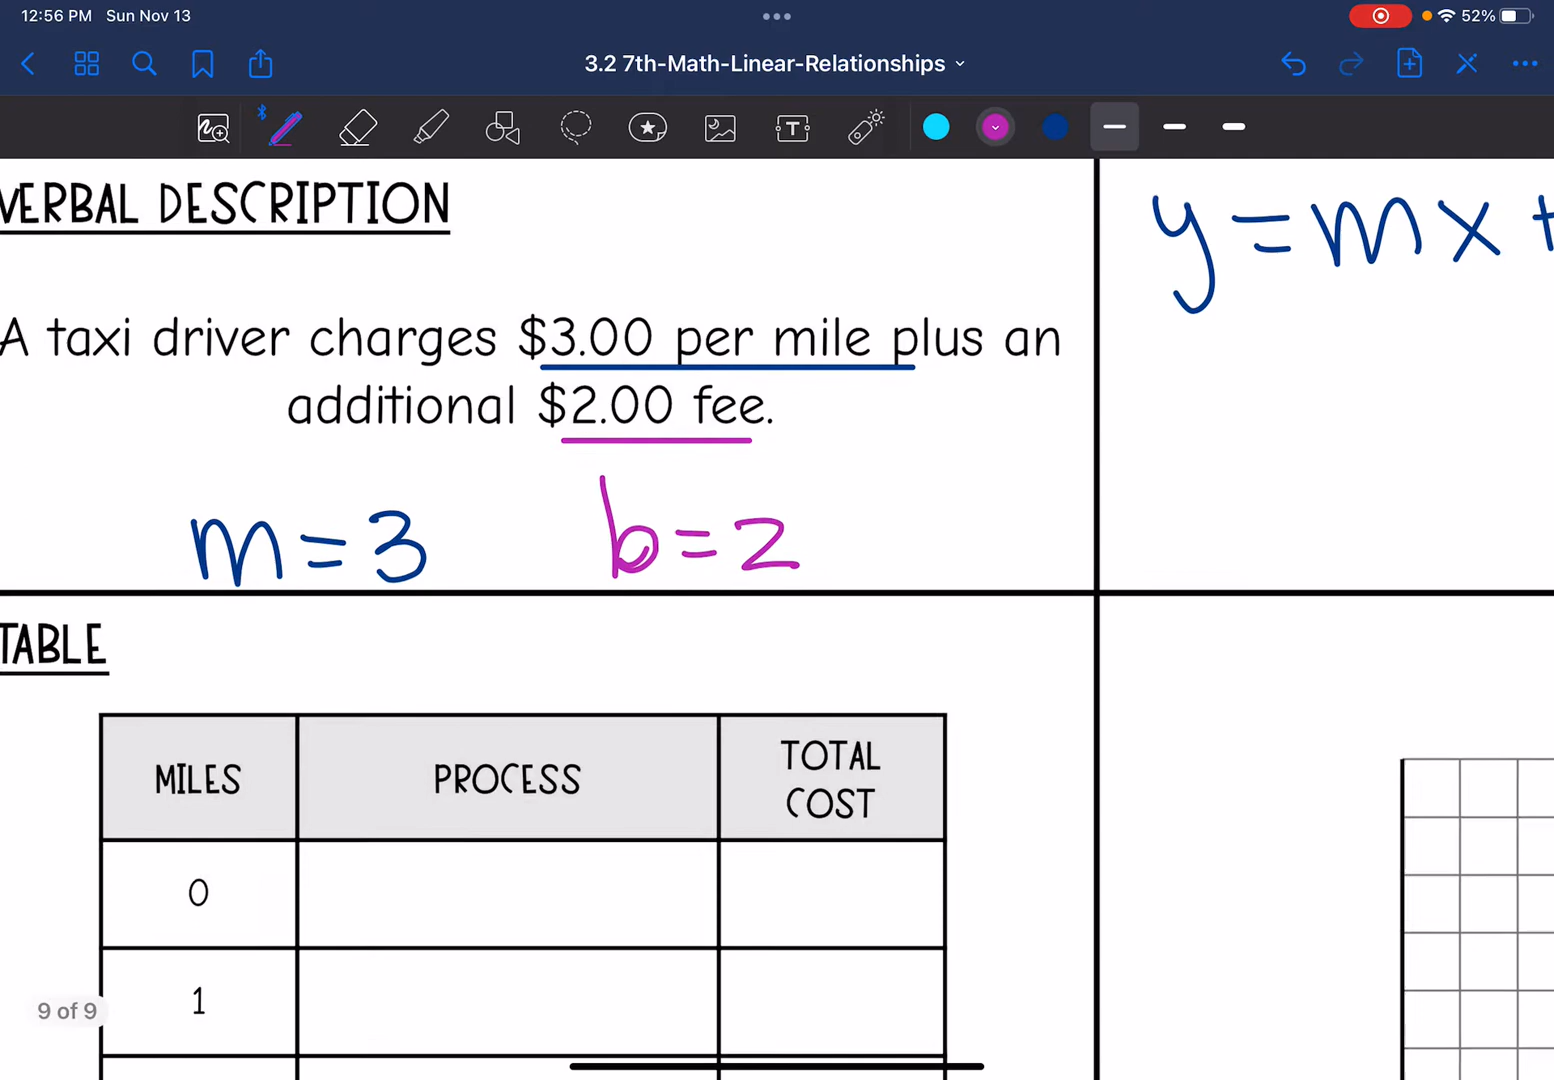 12:56 PM Sun Nov 13
52%
3.2 7th-Math-Linear-Relationships
T
VERBAL DESCRIPTION
y = mx +
A taxi driver charges $3.00 per mile plus an
additional $2.00 fee.
m = 3 b = 2
TABLE
MILES PROCESS TOTAL COST
0
1
9 of 9